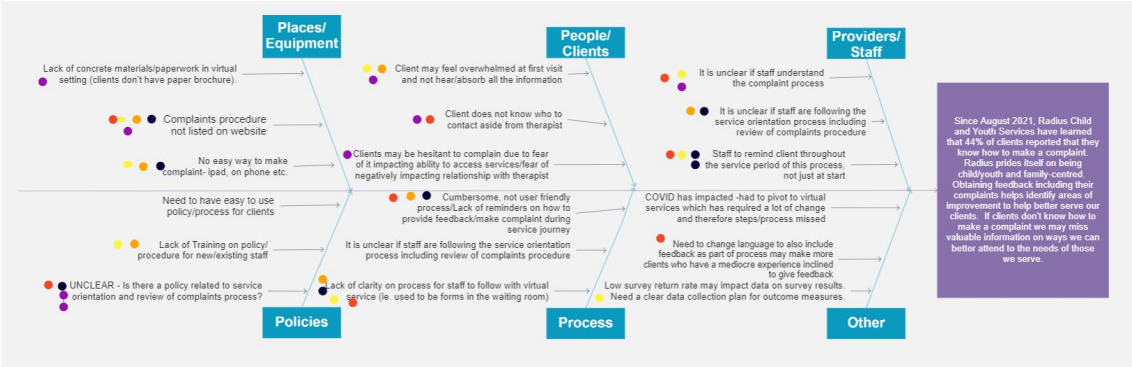 Places/
Equipment
People/
Clients
Providers/
Staff
Lack of concrete materials/paperwork in virtual
setting (clients don't have paper brochure).
Complaints procedure
not listed on website
No easy way to make
complaint- ipad, on phone etc.
Client may feel overwhelmed at first visit
and not hear/absorb all the information
Client does not know who to
contact aside from therapist
Clients may be hesitant to complain due to fear
of it impacting ability to access services/fear of
negatively impacting relationship with therapist
It is unclear if staff understand
the complaint process
It is unclear if staff are following the
service orientation process including
review of complaints procedure
Staff to remind client throughout
the service period of this process,
not just at start
Since August 2021, Radius Child
and Youth Services have learned
that 44% of clients reported that they
know how to make a complaint.
Radius prides itself on being
child/youth and family-centred.
Obtaining feedback including their
complaints helps identify areas of
improvement to help better serve our
clients. If clients don't know how to
make a complaint we may miss
valuable information on ways we can
better attend to the needs of those
we serve.
Need to have easy to use
policy/process for clients
Lack of Training on policy/
procedure for new/existing staff
UNCLEAR - Is there a policy related to service
orientation and review of complaints process?
Cumbersome, not user friendly
process/Lack of reminders on how to
provide feedback/make complaint during
service journey
It is unclear if staff are following the service orientation
process including review of complaints procedure
Lack of clarity on process for staff to follow with virtual
service (ie. used to be forms in the waiting room)
COVID has impacted -had to pivot to virtual
services which has required a lot of change
and therefore steps/process missed
Need to change language to also include
feedback as part of process may make more
clients who have a mediocre experience inclined
to give feedback
Low survey return rate may impact data on survey results.
Need a clear data collection plan for outcome measures.
Policies
Process
Other